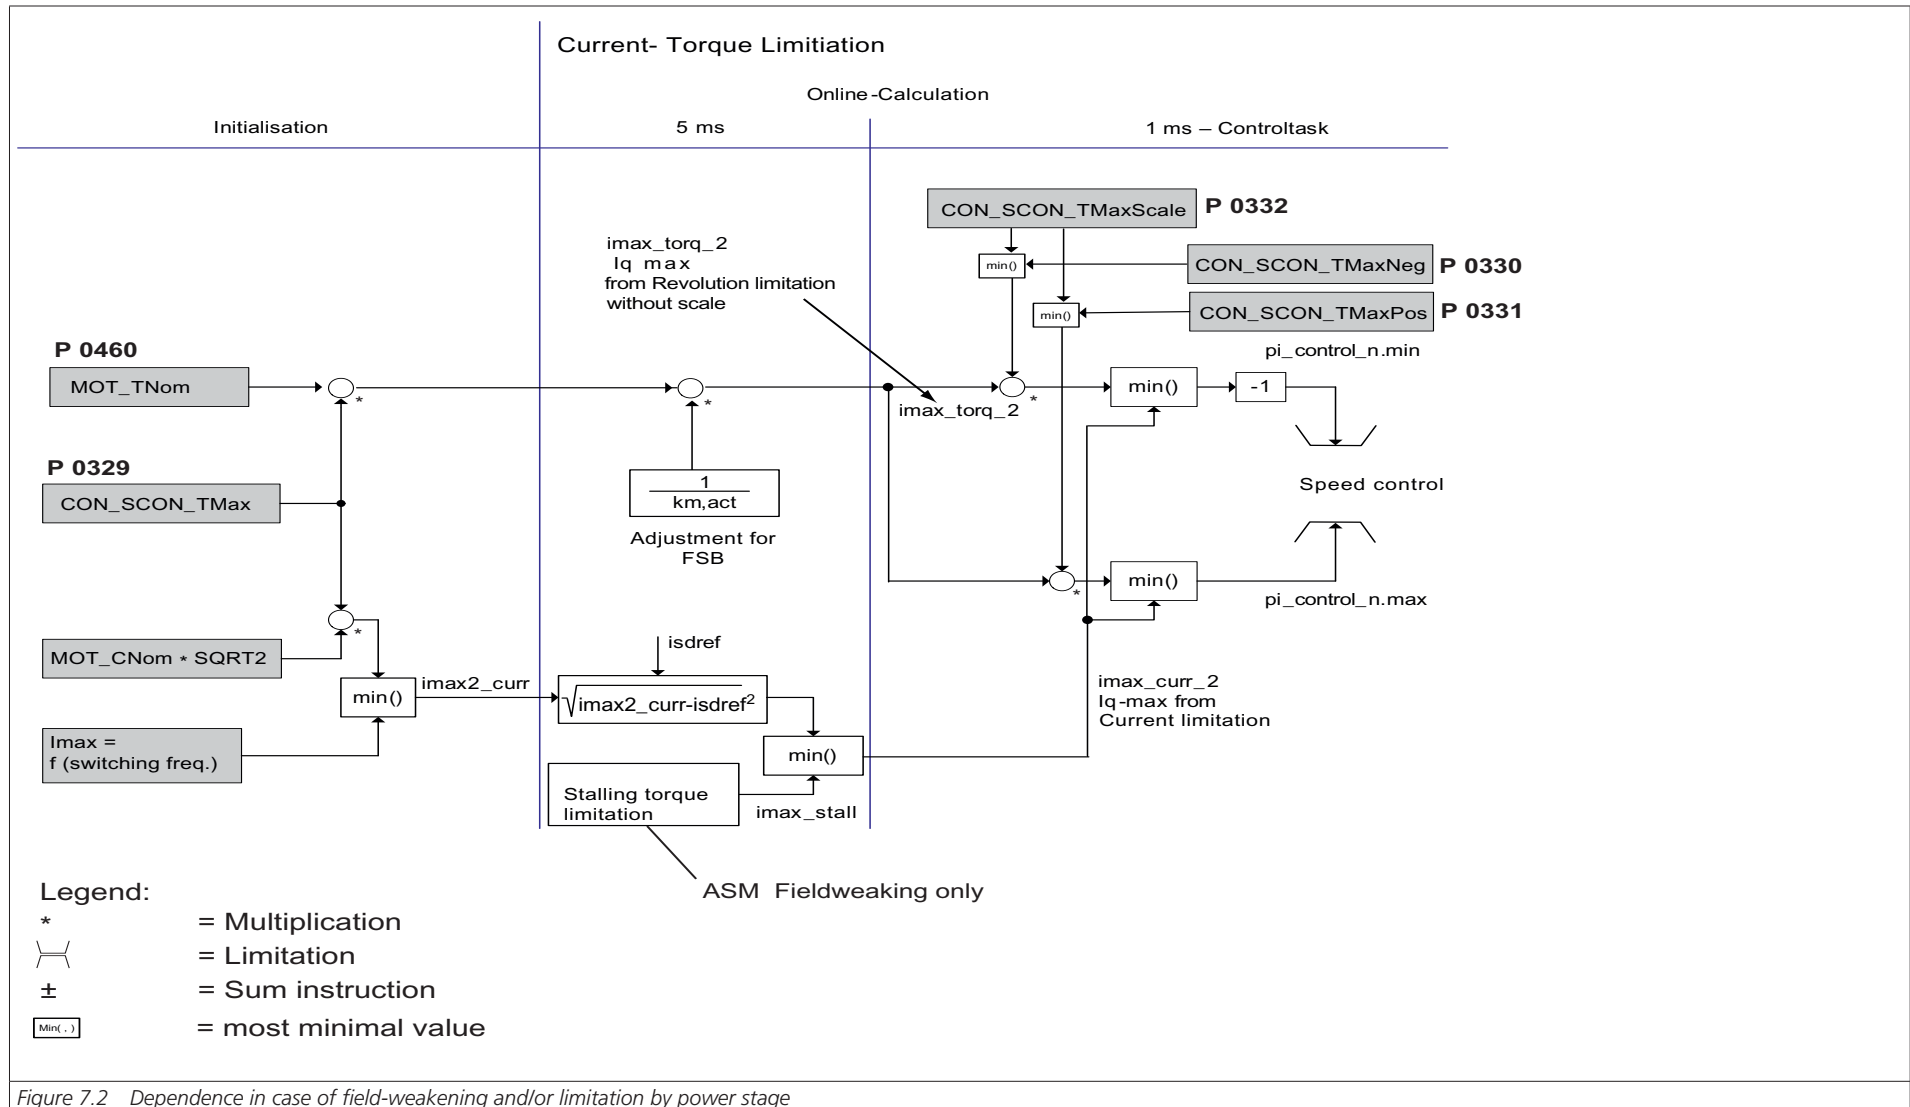 Current- Torque Limitiation
Online-Calculation
Initialisation
5 ms
1 ms – Controltask
CON_SCON_TMaxScale
P 0332
imax_torq_2
Iq max
from Revolution limitation
without scale
min()
CON_SCON_TMaxNeg
P 0330
min()
CON_SCON_TMaxPos
P 0331
pi_control_n.min
P 0460
MOT_TNom
*
*
imax_torq_2
*
min()
-1
P 0329
CON_SCON_TMax
1
km,act
Adjustment for
FSB
Speed control
*
min()
pi_control_n.max
*
MOT_CNom * SQRT2
isdref
min()
imax2_curr
√imax2_curr-isdref²
imax_curr_2
Iq-max from
Current limitation
Imax =
f (switching freq.)
min()
Stalling torque
limitation
imax_stall
ASM Fieldweaking only
Legend:
* = Multiplication
= Limitation
± = Sum instruction
Min( , ) = most minimal value
Figure 7.2 Dependence in case of field-weakening and/or limitation by power stage